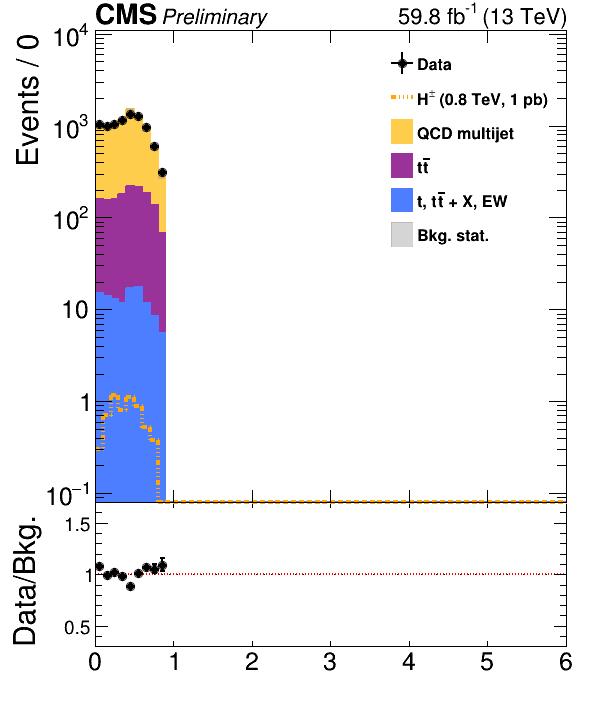 CMS Preliminary 59.8 fb⁻¹ (13 TeV)
Events / 0
10⁴
10³
10²
10
1
10⁻¹
Data
H± (0.8 TeV, 1 pb)
QCD multijet
tt̅
t, tt̅ + X, EW
Bkg. stat.
Data/Bkg.
1.5
1
0.5
0 1 2 3 4 5 6